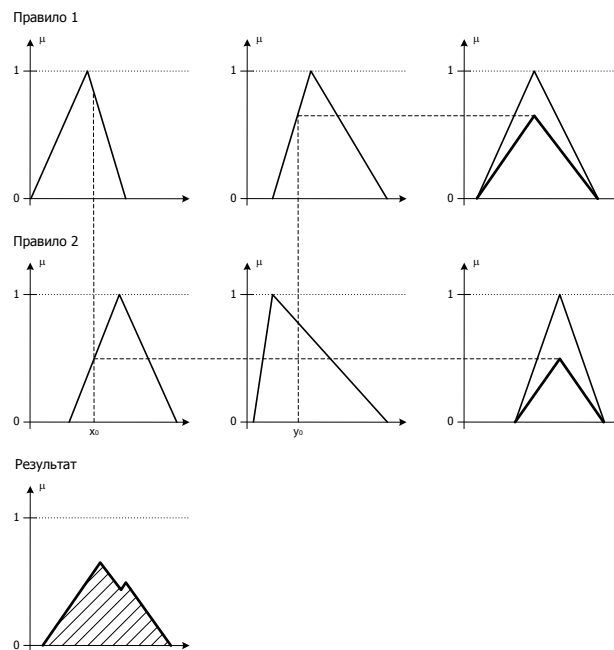 Правило 1
μ μ μ
1 1 1
0 0 0
Правило 2
μ μ μ
1 1 1
0 0 0
x₀ y₀
Результат
μ
1
0